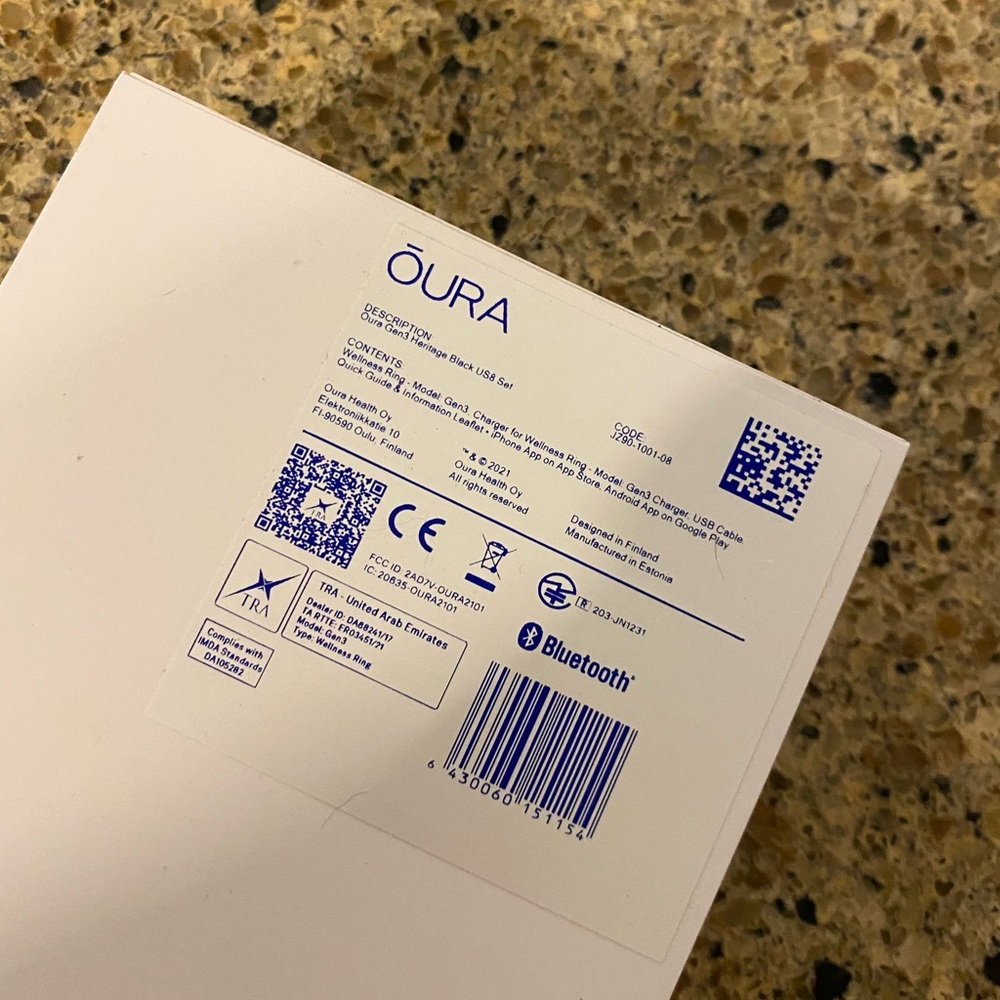 ŌURA
DESCRIPTION
Oura Gen3 Heritage Black US8 Set
CONTENTS
Wellness Ring - Model: Gen3, Charger for Wellness Ring - Model: Gen3 Charger, USB Cable,
Quick Guide & Information Leaflet • iPhone App on App Store, Android App on Google Play
CODE
JZ90-1001-08
Oura Health Oy
Elektroniikkatie 10
FI-90590 Oulu, Finland
™ & © 2021
Oura Health Oy
All rights reserved
Designed in Finland
Manufactured in Estonia
TRA
CE
FCC ID: 2AD7V-OURA2101
IC: 20635-OURA2101
R 203-JN1231
TRA
TRA - United Arab Emirates
Dealer ID: DA88241/17
TA RTTE: ER03451/21
Model: Gen3
Type: Wellness Ring
Bluetooth®
Complies with
IMDA Standards
DA105282
6 430060 151154